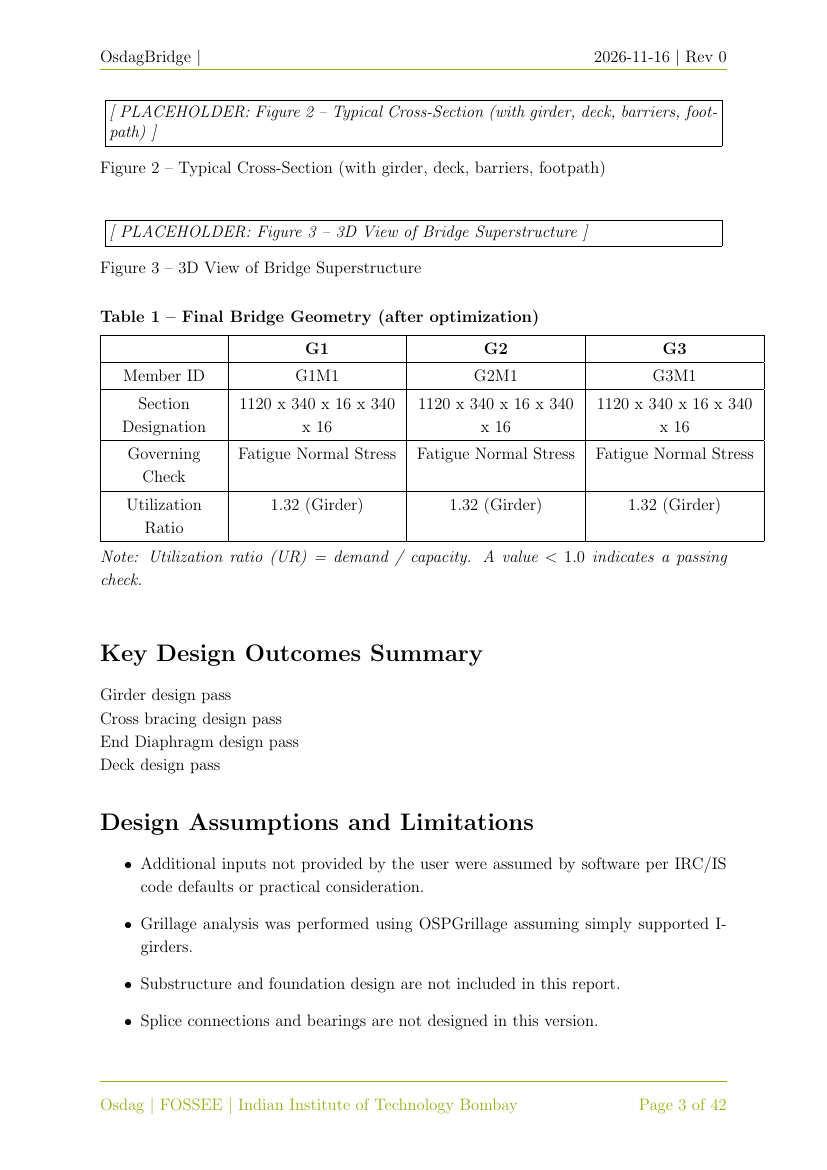 OsdagBridge | 2026-11-16 | Rev 0
[ PLACEHOLDER: Figure 2 – Typical Cross-Section (with girder, deck, barriers, foot-
path) ]
Figure 2 – Typical Cross-Section (with girder, deck, barriers, footpath)
[ PLACEHOLDER: Figure 3 – 3D View of Bridge Superstructure ]
Figure 3 – 3D View of Bridge Superstructure
Table 1 – Final Bridge Geometry (after optimization)
G1 G2 G3
Member ID G1M1 G2M1 G3M1
Section 1120 x 340 x 16 x 340 1120 x 340 x 16 x 340 1120 x 340 x 16 x 340
Designation x 16 x 16 x 16
Governing Fatigue Normal Stress Fatigue Normal Stress Fatigue Normal Stress
Check
Utilization 1.32 (Girder) 1.32 (Girder) 1.32 (Girder)
Ratio
Note: Utilization ratio (UR) = demand / capacity. A value < 1.0 indicates a passing
check.
Key Design Outcomes Summary
Girder design pass
Cross bracing design pass
End Diaphragm design pass
Deck design pass
Design Assumptions and Limitations
• Additional inputs not provided by the user were assumed by software per IRC/IS
code defaults or practical consideration.
• Grillage analysis was performed using OSPGrillage assuming simply supported I-
girders.
• Substructure and foundation design are not included in this report.
• Splice connections and bearings are not designed in this version.
Osdag | FOSSEE | Indian Institute of Technology Bombay Page 3 of 42